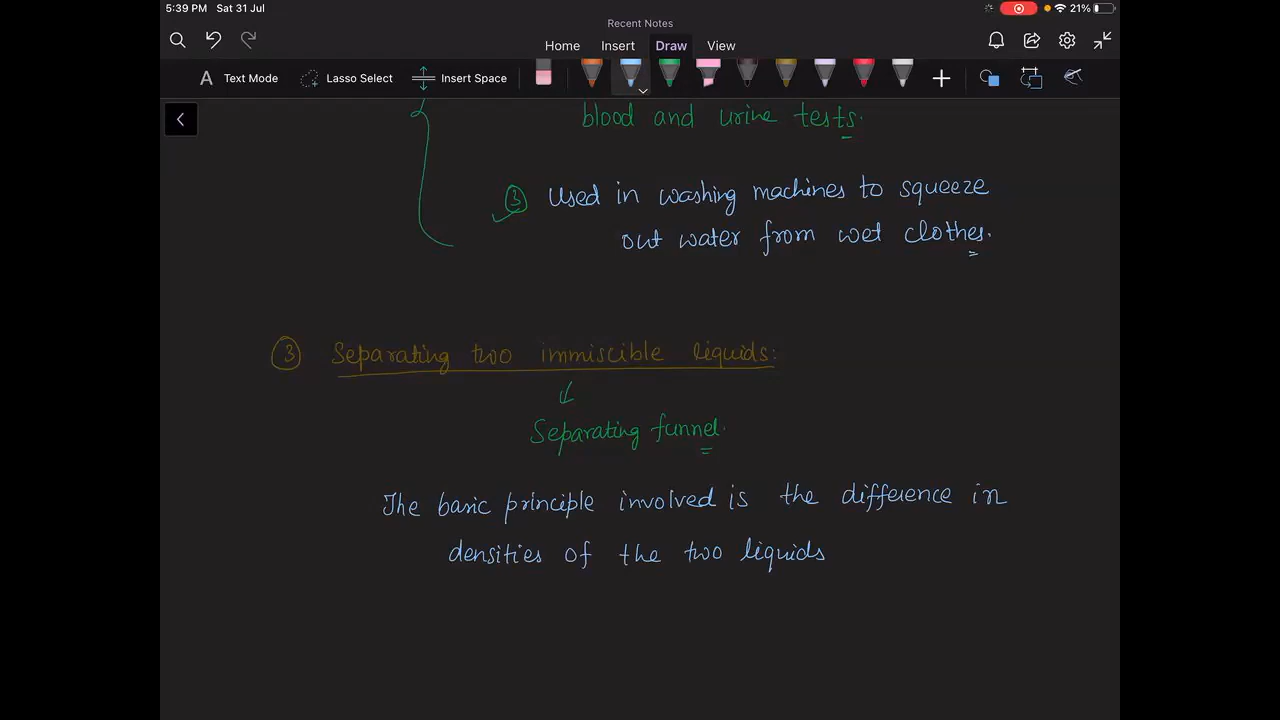 5:39 PM Sat 31 Jul
21%
Recent Notes
Home Insert Draw View
A Text Mode Lasso Select Insert Space
blood and urine tests.
③ Used in washing machines to squeeze
out water from wet clothes.
③ Separating two immiscible liquids:
Separating funnel.
The basic principle involved is the difference in
densities of the two liquids